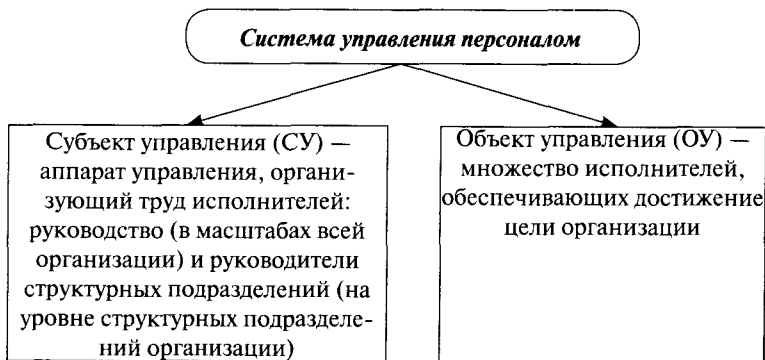 Система управления персоналом
Субъект управления (СУ) —
аппарат управления, органи-
зующий труд исполнителей:
руководство (в масштабах всей
организации) и руководители
структурных подразделений (на
уровне структурных подразделе-
ний организации)
Объект управления (ОУ) —
множество исполнителей,
обеспечивающих достижение
цели организации